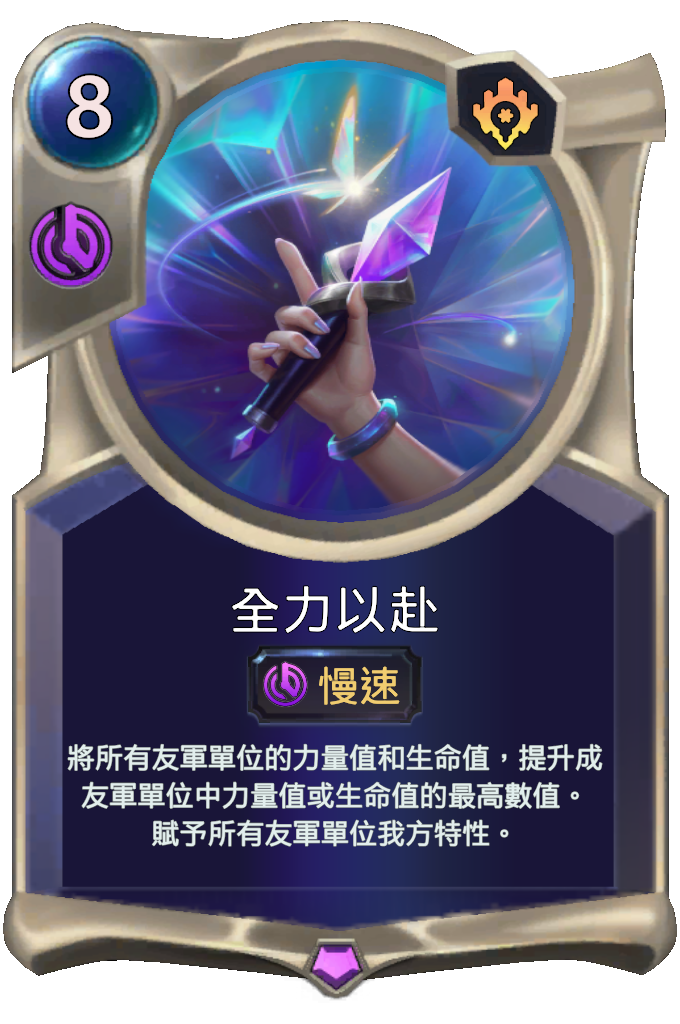 8
全力以赴
慢速
將所有友軍單位的力量值和生命值，提升成
友軍單位中力量值或生命值的最高數值。
賦予所有友軍單位我方特性。